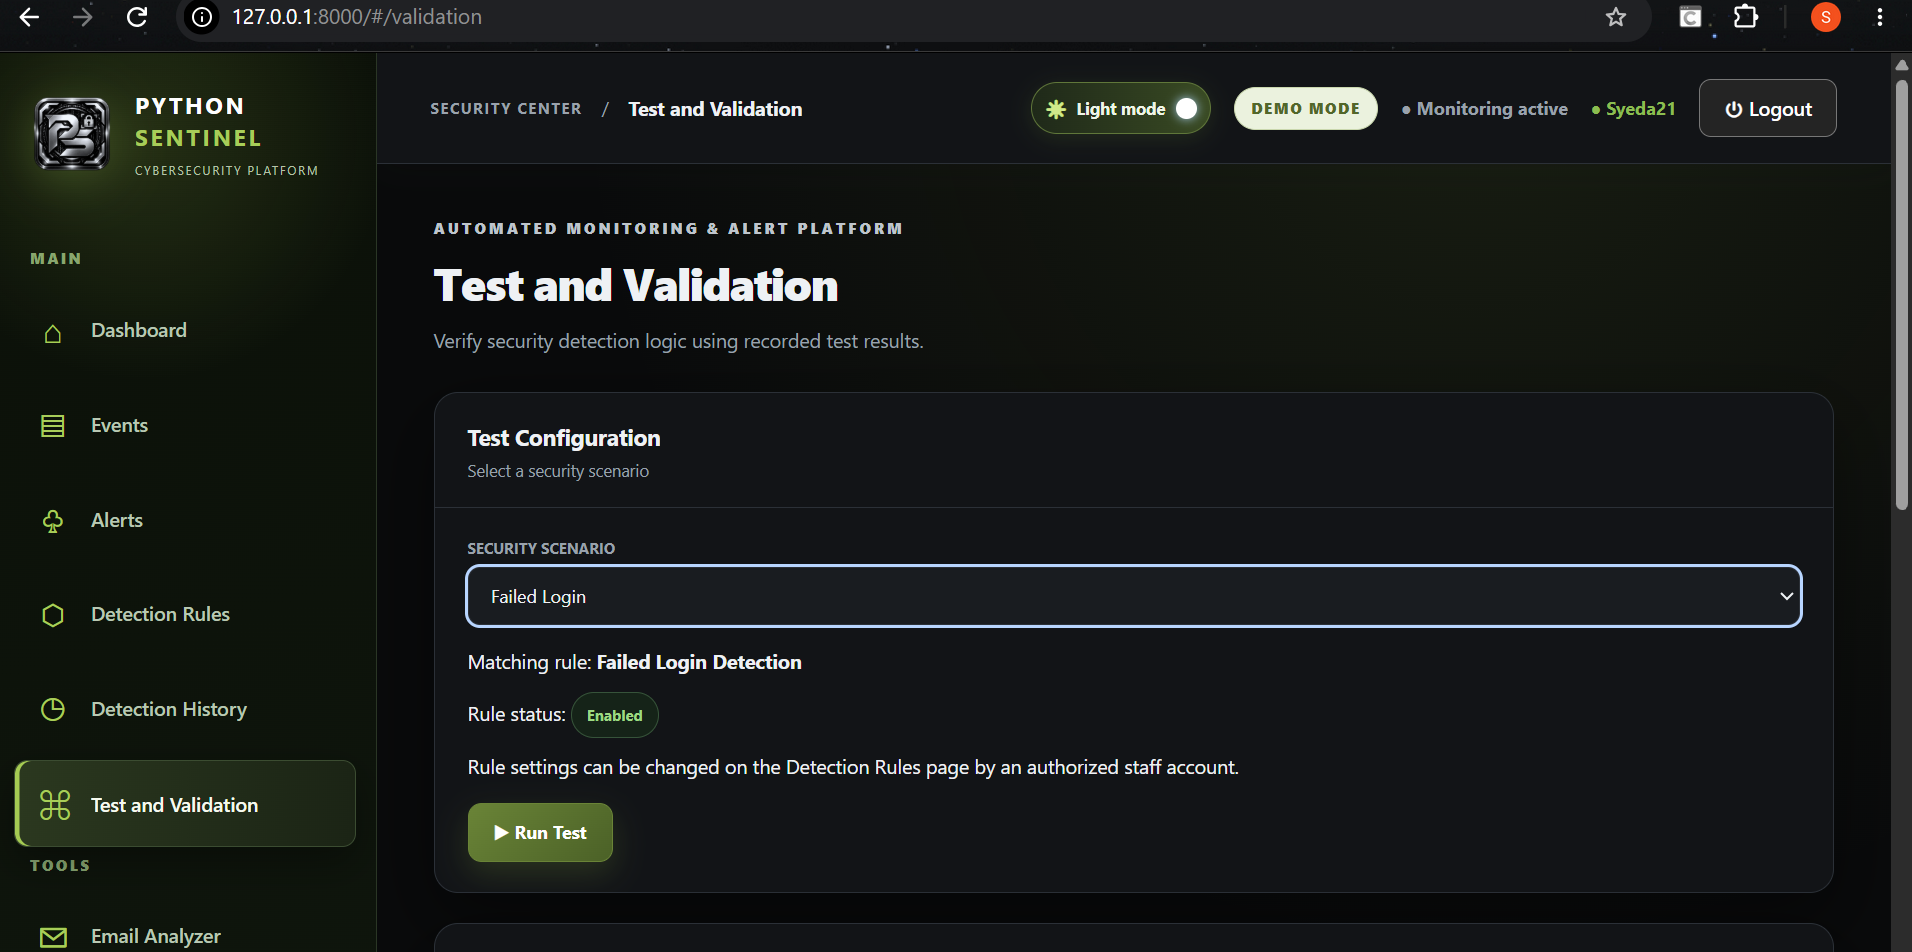 127.0.0.1:8000/#/validation
S
PYTHON
SENTINEL
CYBERSECURITY PLATFORM
SECURITY CENTER / Test and Validation
Light mode
DEMO MODE
Monitoring active
Syeda21
Logout
MAIN
Dashboard
Events
Alerts
Detection Rules
Detection History
Test and Validation
TOOLS
Email Analyzer
AUTOMATED MONITORING & ALERT PLATFORM
Test and Validation
Verify security detection logic using recorded test results.
Test Configuration
Select a security scenario
SECURITY SCENARIO
Failed Login
Matching rule: Failed Login Detection
Rule status: Enabled
Rule settings can be changed on the Detection Rules page by an authorized staff account.
Run Test